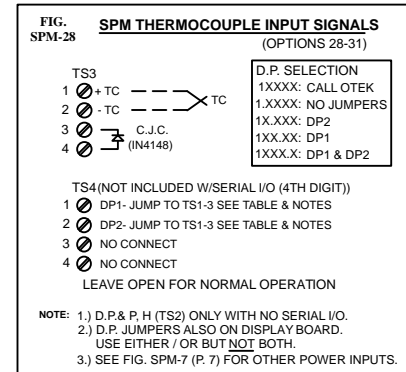 FIG.
SPM-28
SPM THERMOCOUPLE INPUT SIGNALS
(OPTIONS 28-31)
TS3
1 + TC
2 - TC
TC
3 C.J.C.
4 (IN4148)
D.P. SELECTION
1XXXX: CALL OTEK
1.XXXX: NO JUMPERS
1X.XXX: DP2
1XX.XX: DP1
1XXX.X: DP1 & DP2
TS4 (NOT INCLUDED W/SERIAL I/O (4TH DIGIT))
1 DP1- JUMP TO TS1-3 SEE TABLE & NOTES
2 DP2- JUMP TO TS1-3 SEE TABLE & NOTES
3 NO CONNECT
4 NO CONNECT
LEAVE OPEN FOR NORMAL OPERATION
NOTE: 1.) D.P.& P, H (TS2) ONLY WITH NO SERIAL I/O.
2.) D.P. JUMPERS ALSO ON DISPLAY BOARD.
USE EITHER / OR BUT NOT BOTH.
3.) SEE FIG. SPM-7 (P. 7) FOR OTHER POWER INPUTS.